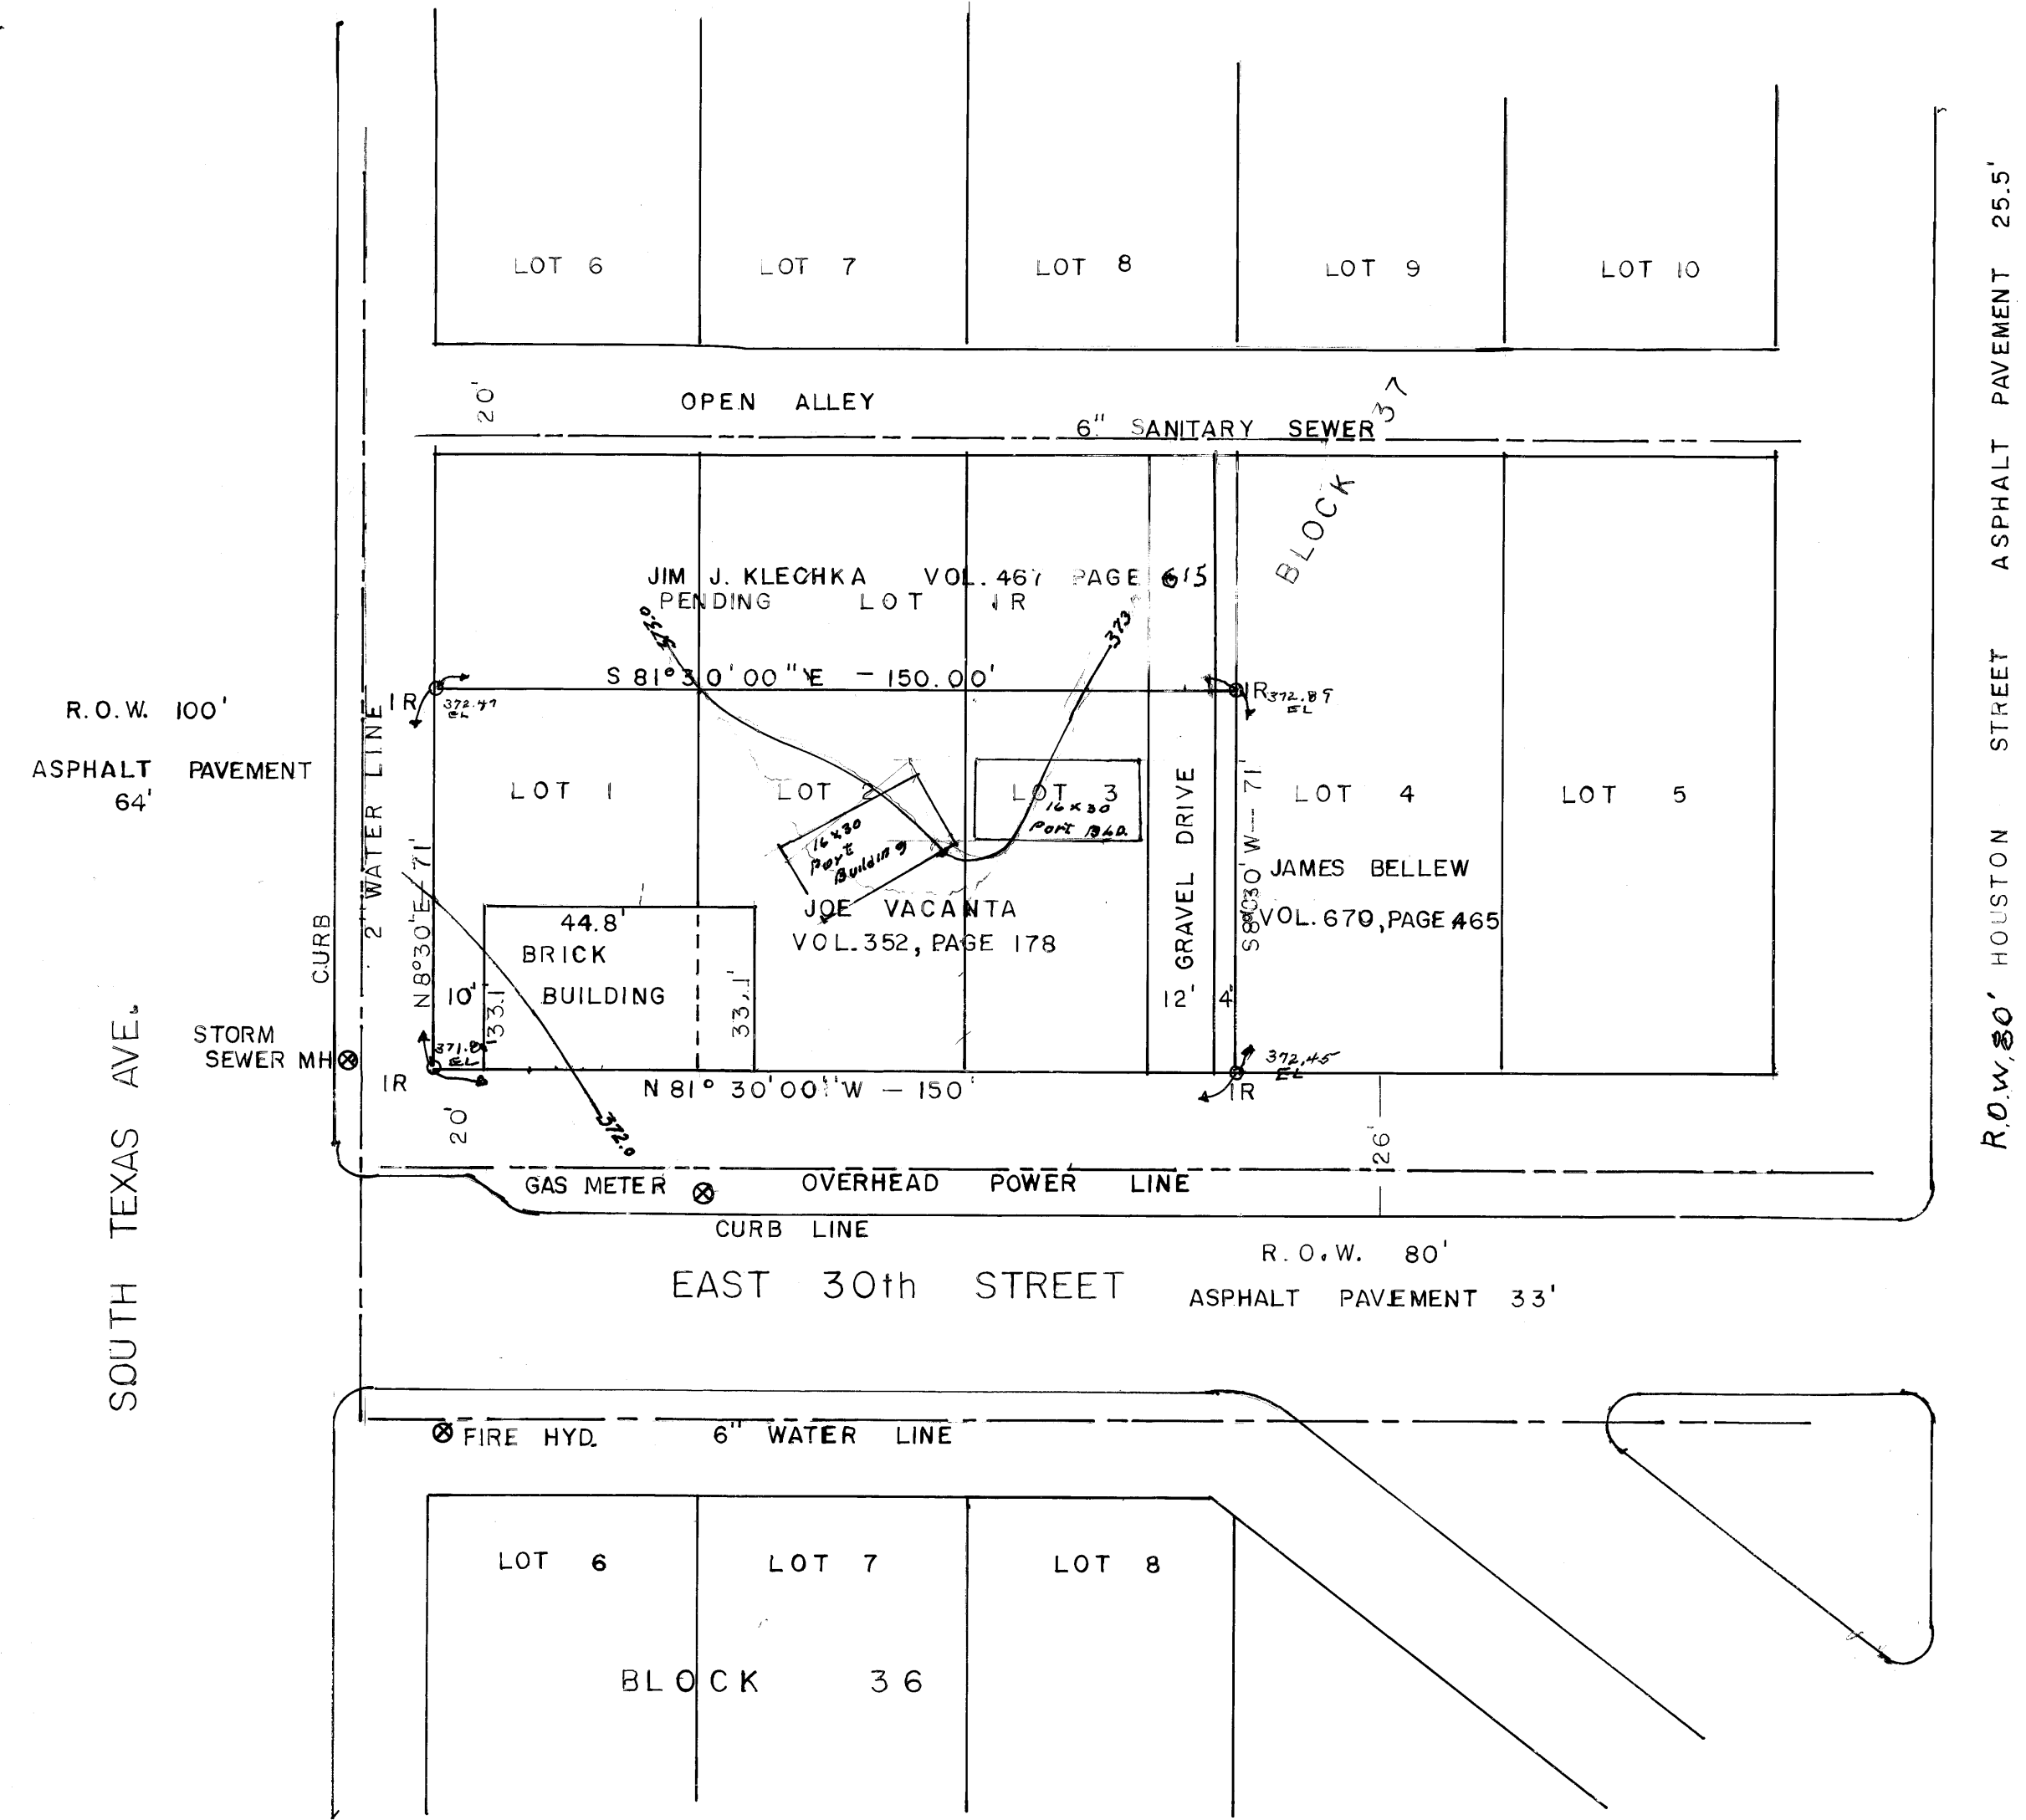 LOT 6
LOT 7
LOT 8
LOT 9
LOT 10
ASPHALT PAVEMENT 25.5'
HOUSTON STREET
R.O.W. 80'
20'
OPEN ALLEY
6" SANITARY SEWER
BLOCK 37
JIM J. KLECHKA VOL. 467 PAGE 615
PENDING LOT 1R
373.0
373
S 81°30'00"E - 150.00'
IR
372.47
EL
IR
372.89
EL
R.O.W. 100'
ASPHALT PAVEMENT
64'
2" WATER LINE
CURB
LOT 1
LOT 2
LOT 3
LOT 4
LOT 5
16x30
Port
Building
16x30
Port BLD.
GRAVEL DRIVE
12'
4'
S8°30'W - 71'
N8°30'E - 71'
JAMES BELLEW
VOL. 670, PAGE 465
JOE VACANTA
VOL. 352, PAGE 178
44.8'
BRICK
BUILDING
10'
33.1'
33.1'
STORM
SEWER MH
SOUTH TEXAS AVE.
EL
IR
372.45
EL
IR
N 81° 30'00"W - 150'
20'
372.0
26'
GAS METER
OVERHEAD POWER LINE
CURB LINE
R.O.W. 80'
EAST 30th STREET
ASPHALT PAVEMENT 33'
FIRE HYD.
6" WATER LINE
LOT 6
LOT 7
LOT 8
BLOCK 36